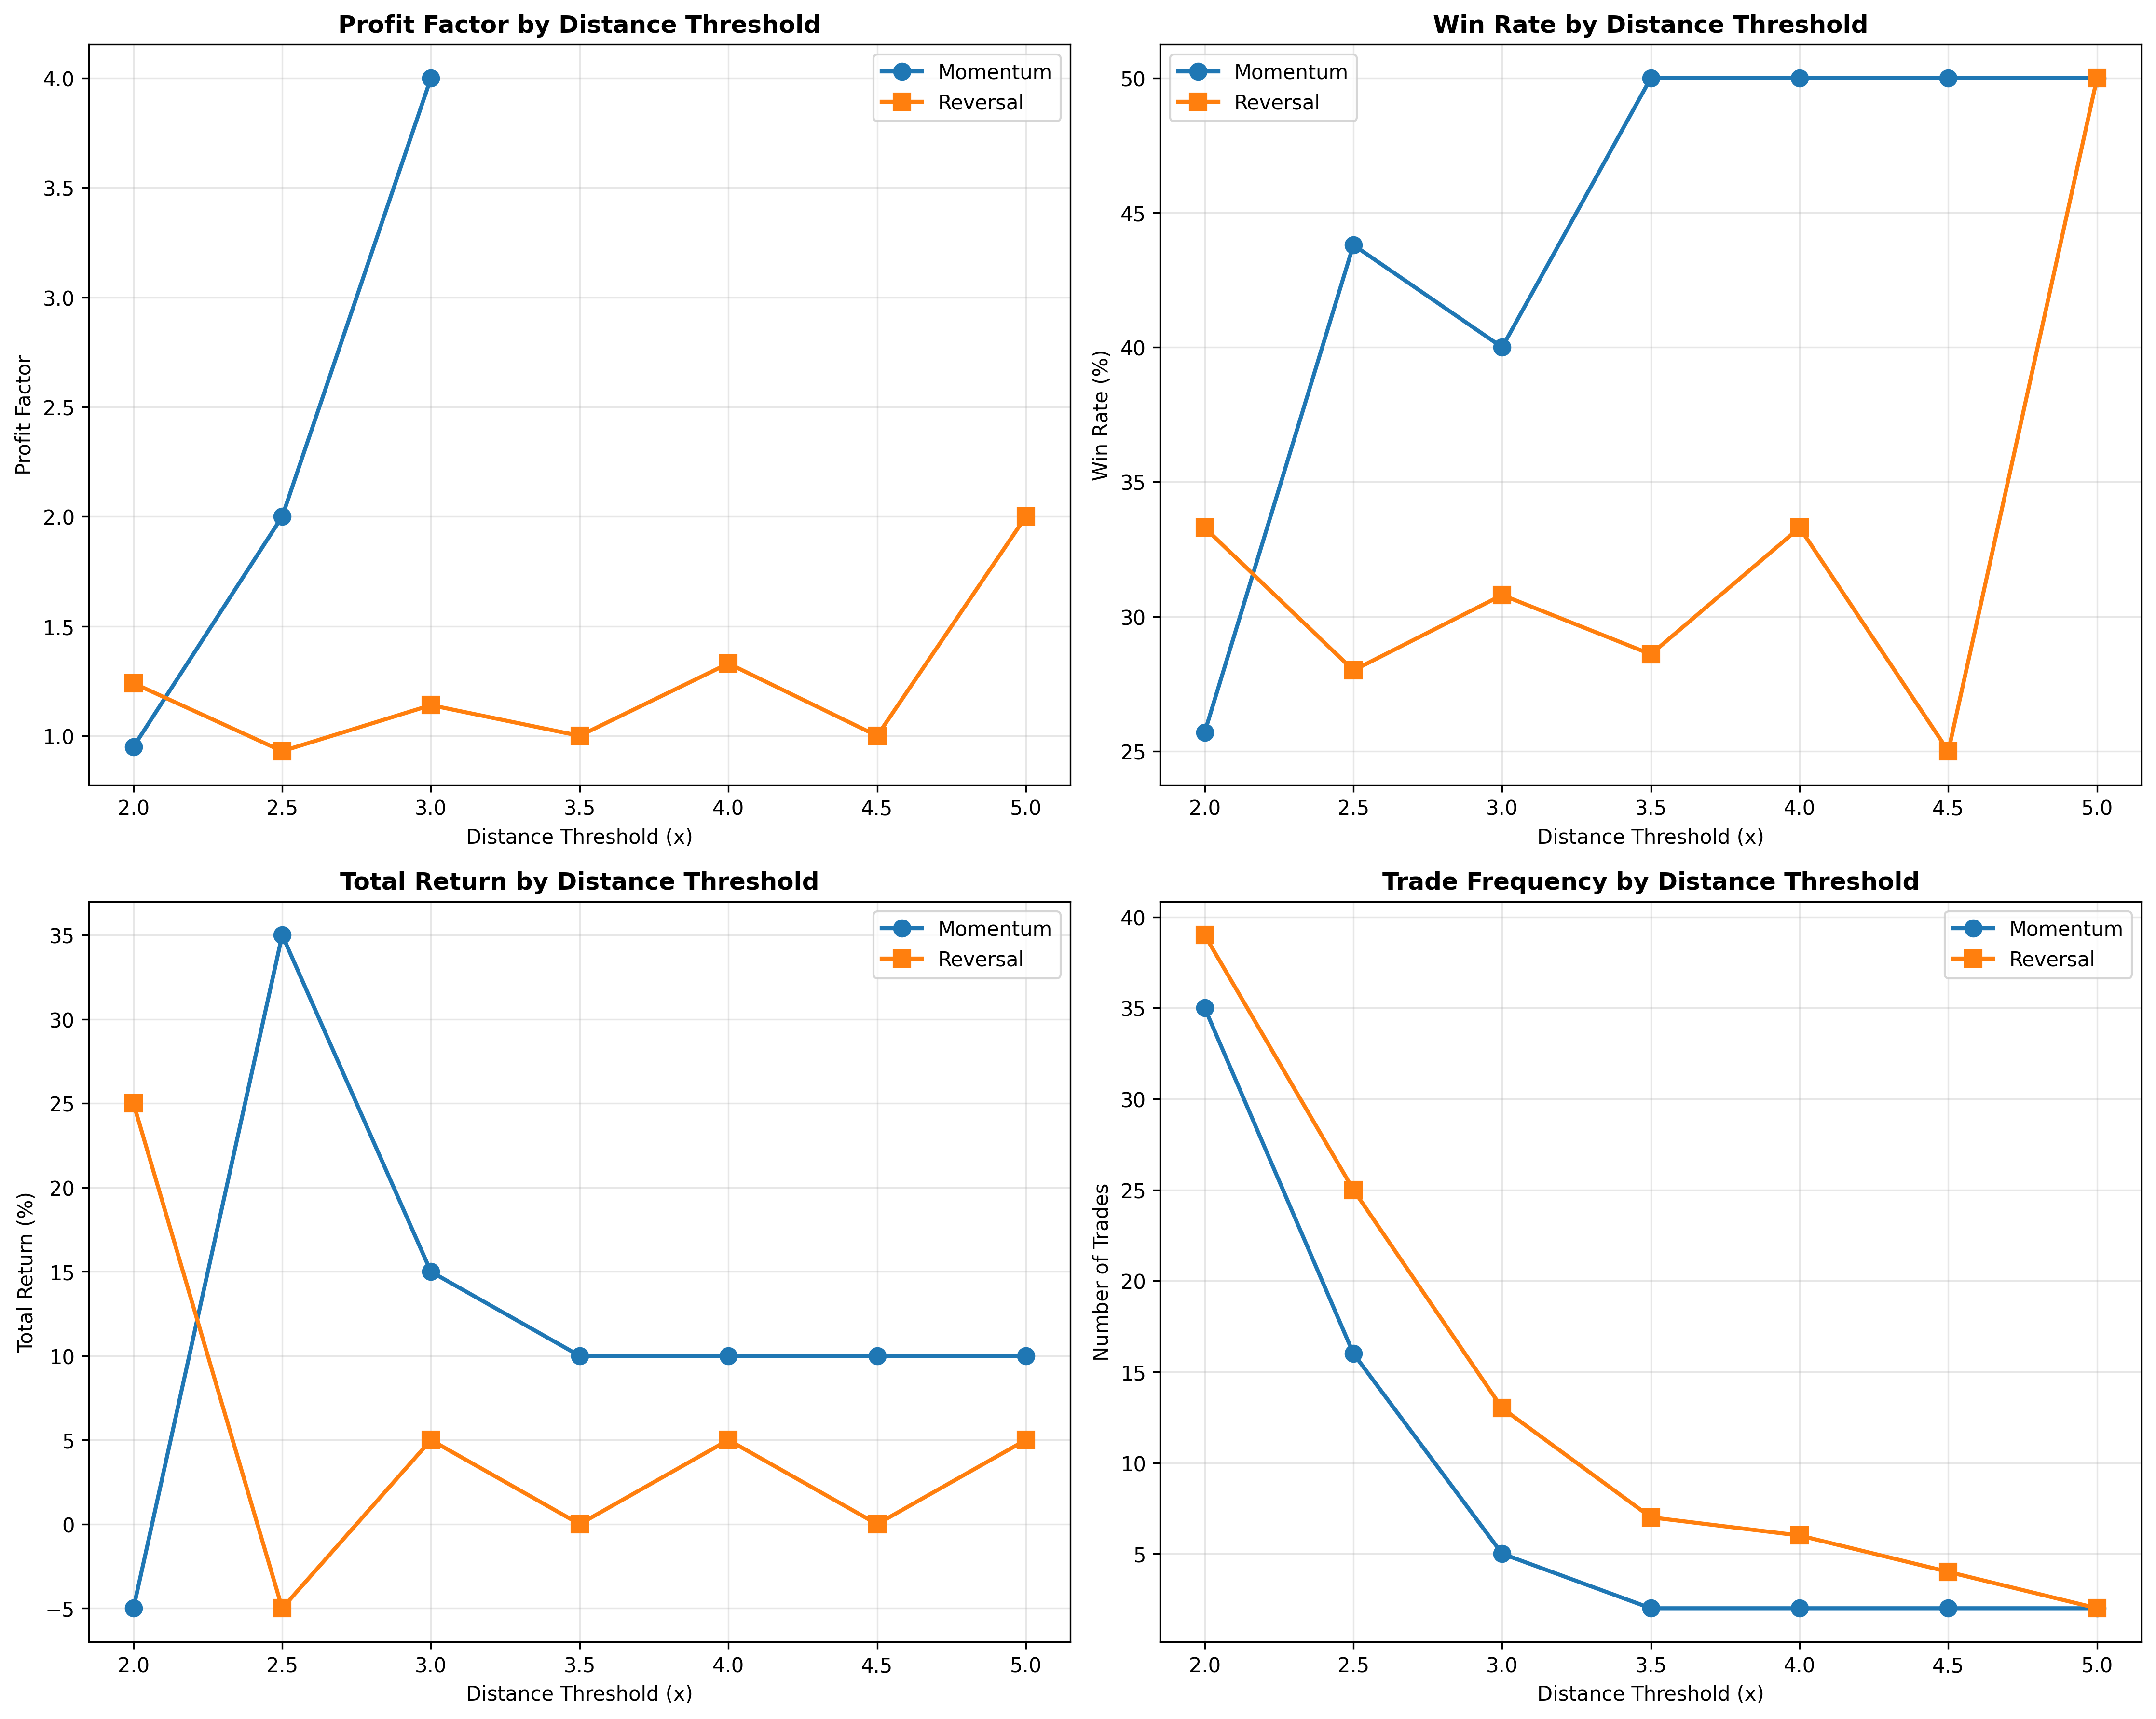 Profit Factor by Distance Threshold
Momentum
Reversal
4.0
3.5
3.0
2.5
2.0
1.5
1.0
Profit Factor
2.0 2.5 3.0 3.5 4.0 4.5 5.0
Distance Threshold (x)
Win Rate by Distance Threshold
Momentum
Reversal
50
45
40
35
30
25
Win Rate (%)
2.0 2.5 3.0 3.5 4.0 4.5 5.0
Distance Threshold (x)
Total Return by Distance Threshold
Momentum
Reversal
35
30
25
20
15
10
5
0
−5
Total Return (%)
2.0 2.5 3.0 3.5 4.0 4.5 5.0
Distance Threshold (x)
Trade Frequency by Distance Threshold
Momentum
Reversal
40
35
30
25
20
15
10
5
Number of Trades
2.0 2.5 3.0 3.5 4.0 4.5 5.0
Distance Threshold (x)